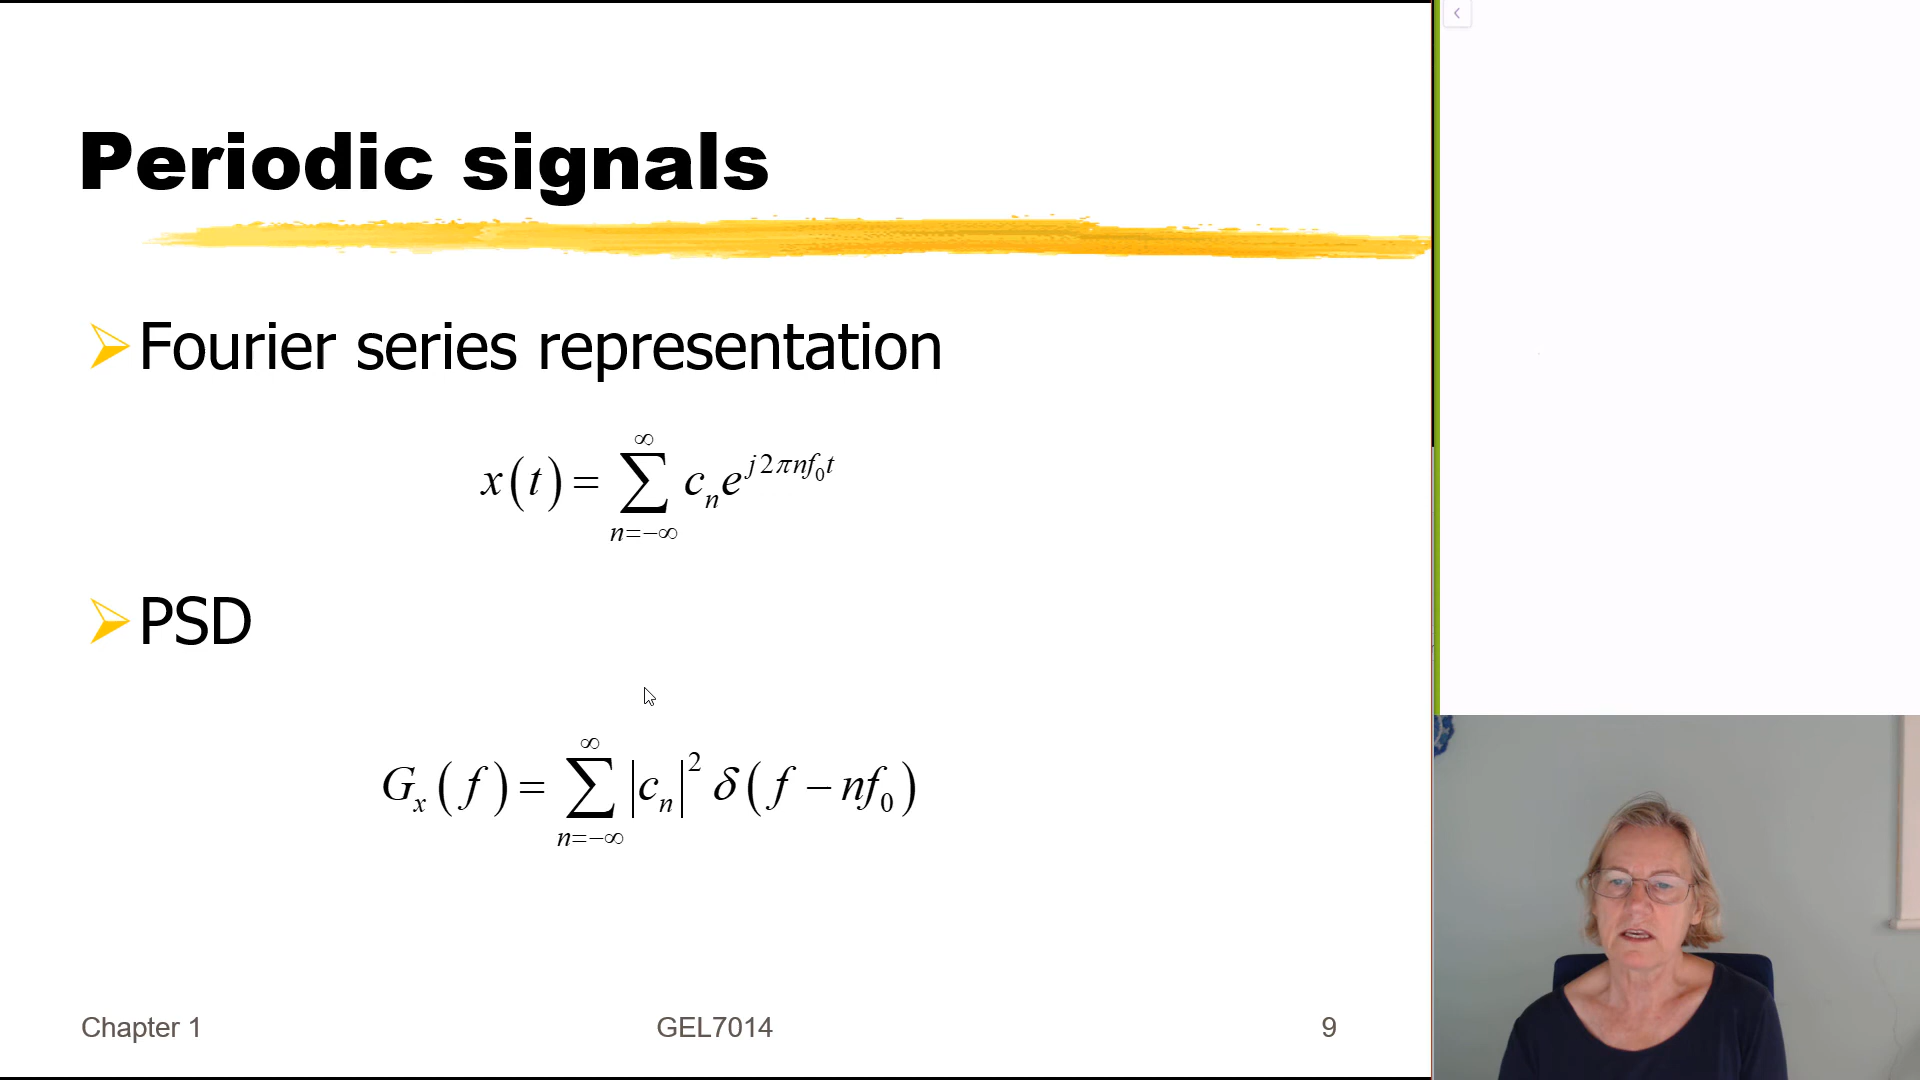 Periodic signals
Fourier series representation
x(t) = ∑_{n=−∞}^{∞} c_n e^{j2πnf_0t}
PSD
G_x(f) = ∑_{n=−∞}^{∞} |c_n|^2 δ(f − nf_0)
Chapter 1 GEL7014 9